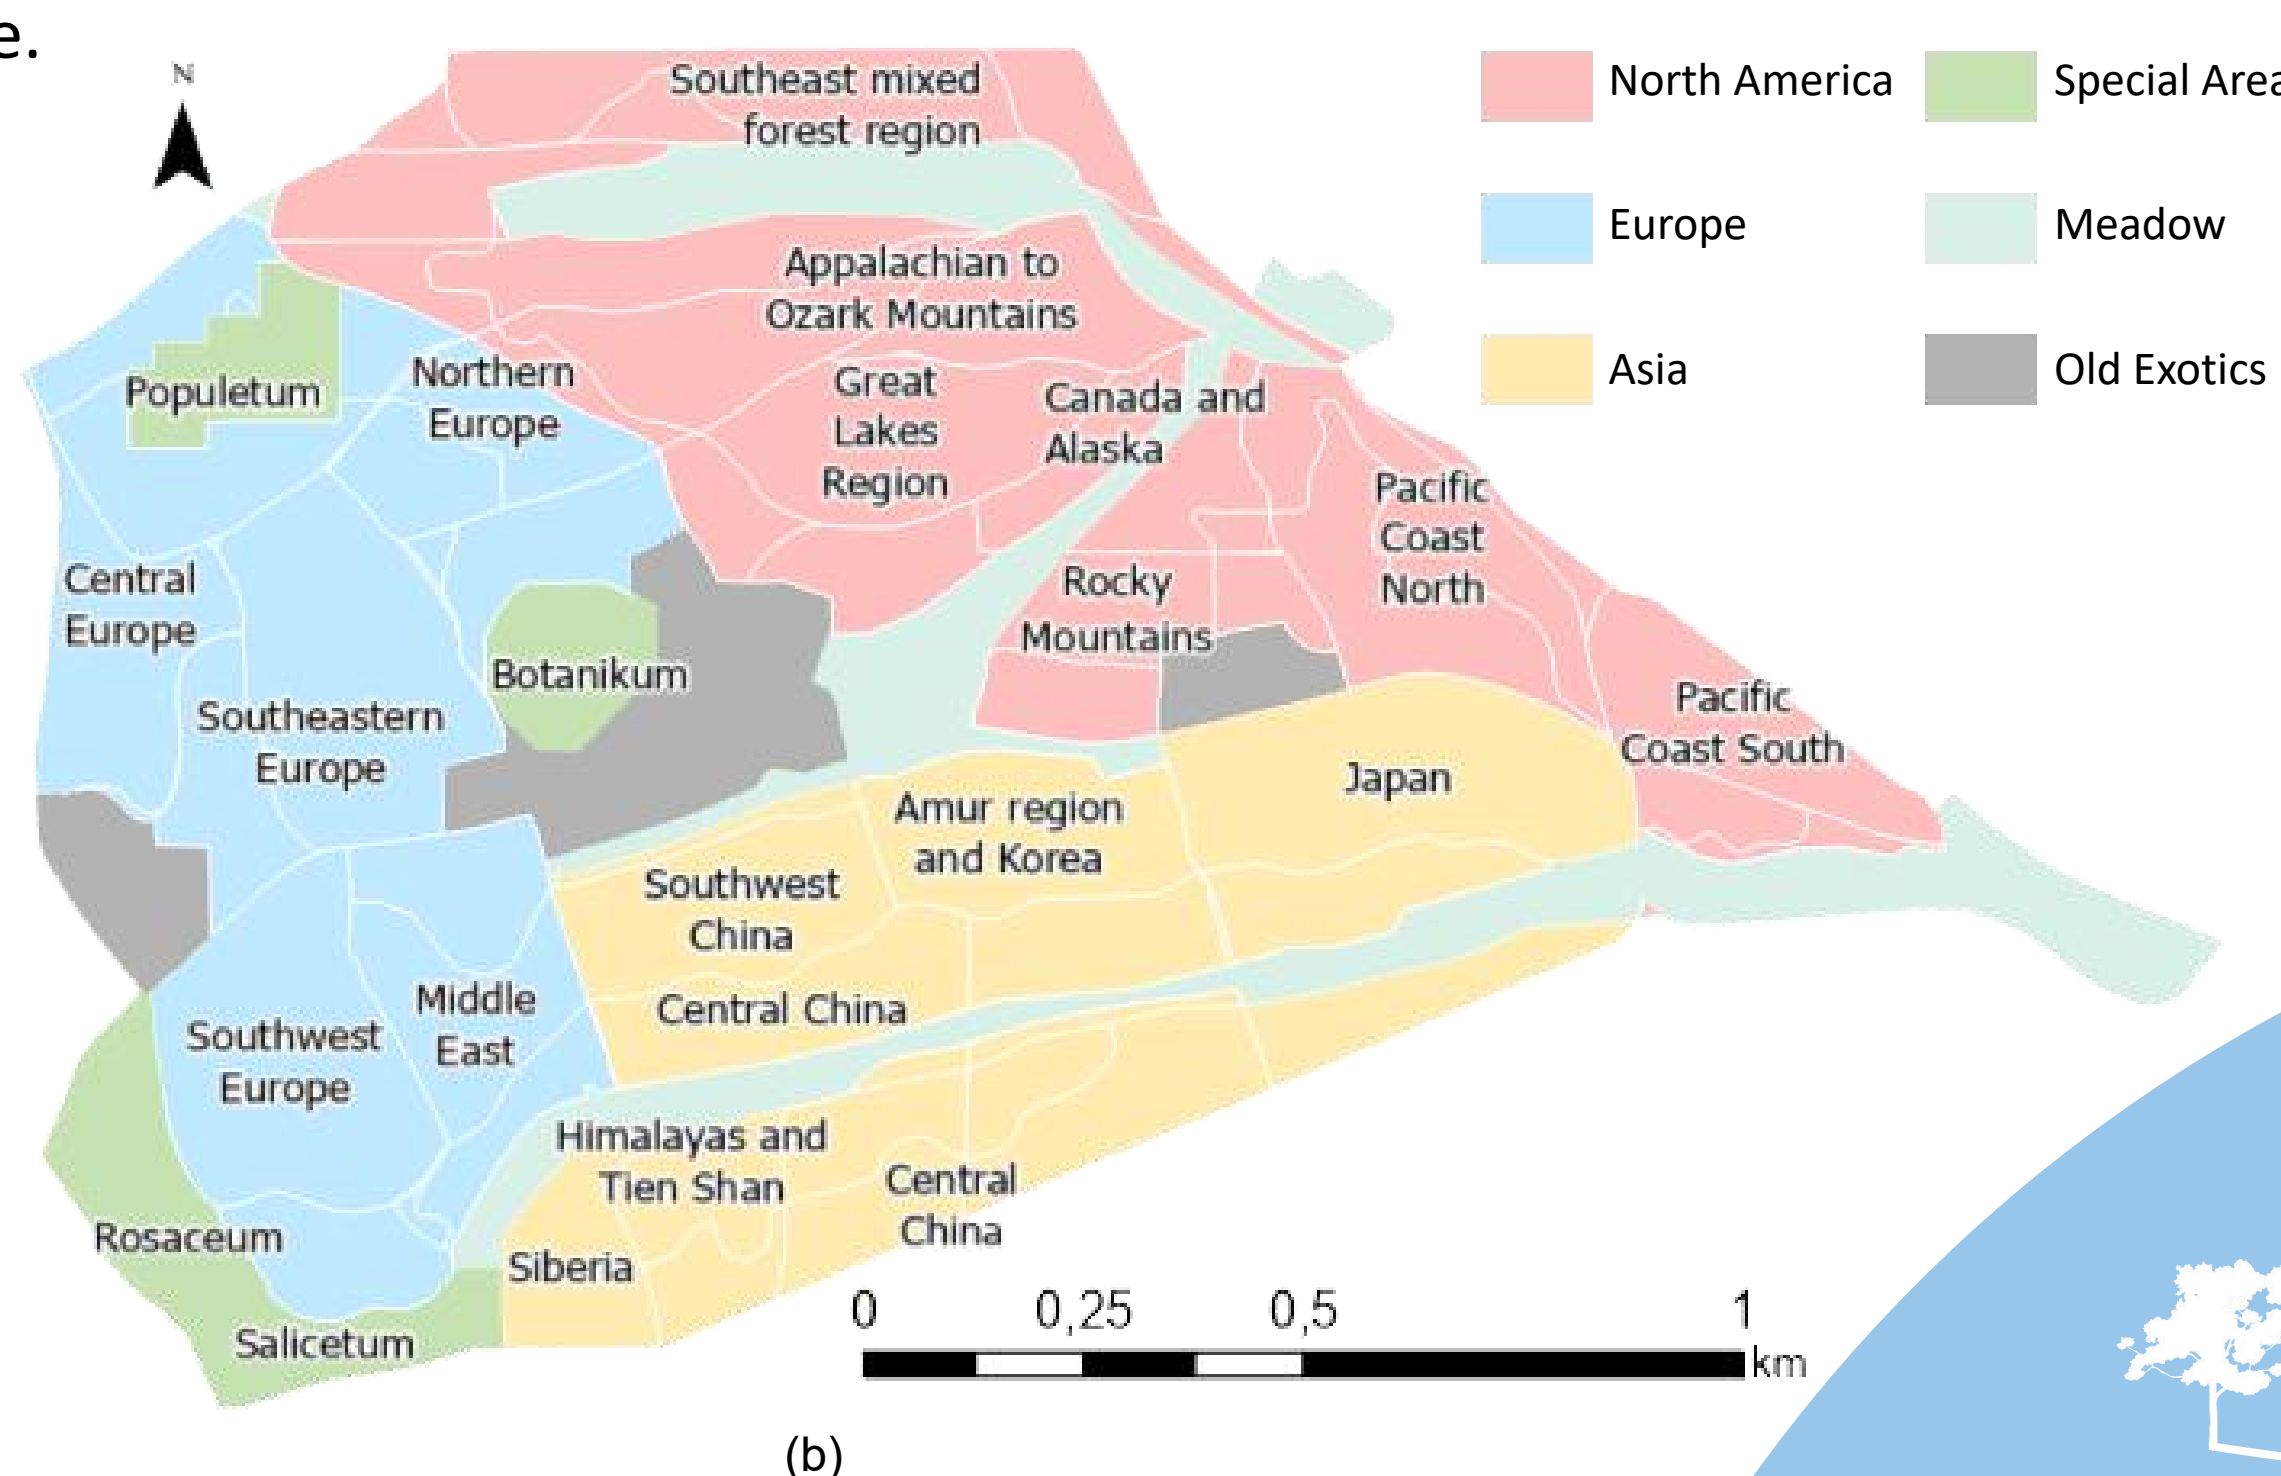 e.
N
North America
Special Area
Europe
Meadow
Asia
Old Exotics
Southeast mixed
forest region
Appalachian to
Ozark Mountains
Populetum
Northern
Europe
Great
Lakes
Region
Canada and
Alaska
Pacific
Coast
North
Central
Europe
Rocky
Mountains
Botanikum
Southeastern
Europe
Pacific
Coast South
Japan
Amur region
and Korea
Southwest
China
Central China
Middle
East
Southwest
Europe
Himalayas and
Tien Shan
Central
China
Rosaceum
Siberia
Salicetum
0 0,25 0,5 1
km
(b)